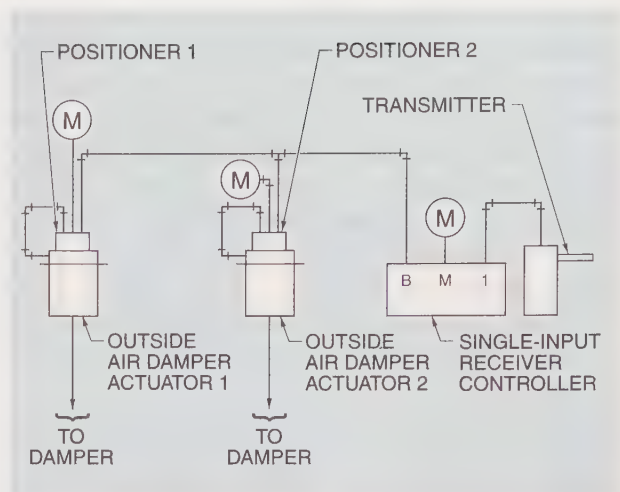 POSITIONER 1
POSITIONER 2
TRANSMITTER
M
M
M
B M 1
OUTSIDE
AIR DAMPER
ACTUATOR 1
OUTSIDE
AIR DAMPER
ACTUATOR 2
SINGLE-INPUT
RECEIVER
CONTROLLER
TO
DAMPER
TO
DAMPER